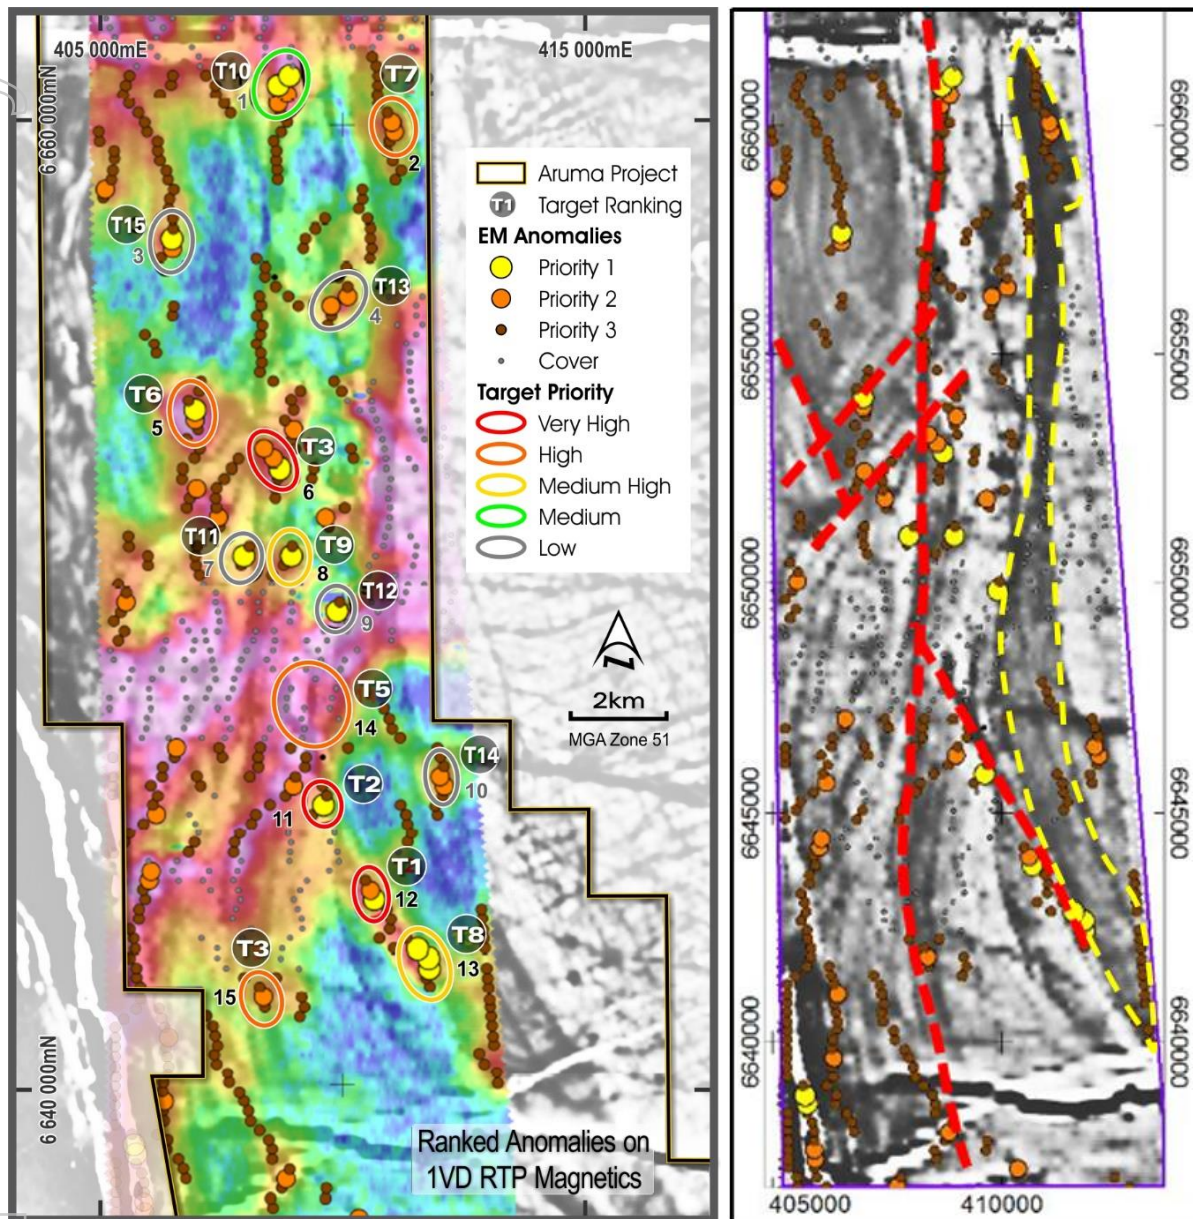 405 000mE
415 000mE
T10
1
T7
6 660 000mN
2
T15
3
T13
4
T6
5
T3
6
T11
7
T9
8
T12
9
T5
14
T14
10
T2
11
T1
12
T8
13
T3
15
6 640 000mN
Aruma Project
T1 Target Ranking
EM Anomalies
Priority 1
Priority 2
Priority 3
Cover
Target Priority
Very High
High
Medium High
Medium
Low
N
2km
MGA Zone 51
Ranked Anomalies on
1VD RTP Magnetics
6660000
6660000
6655000
6655000
6650000
6650000
6645000
6645000
6640000
6640000
405000
410000